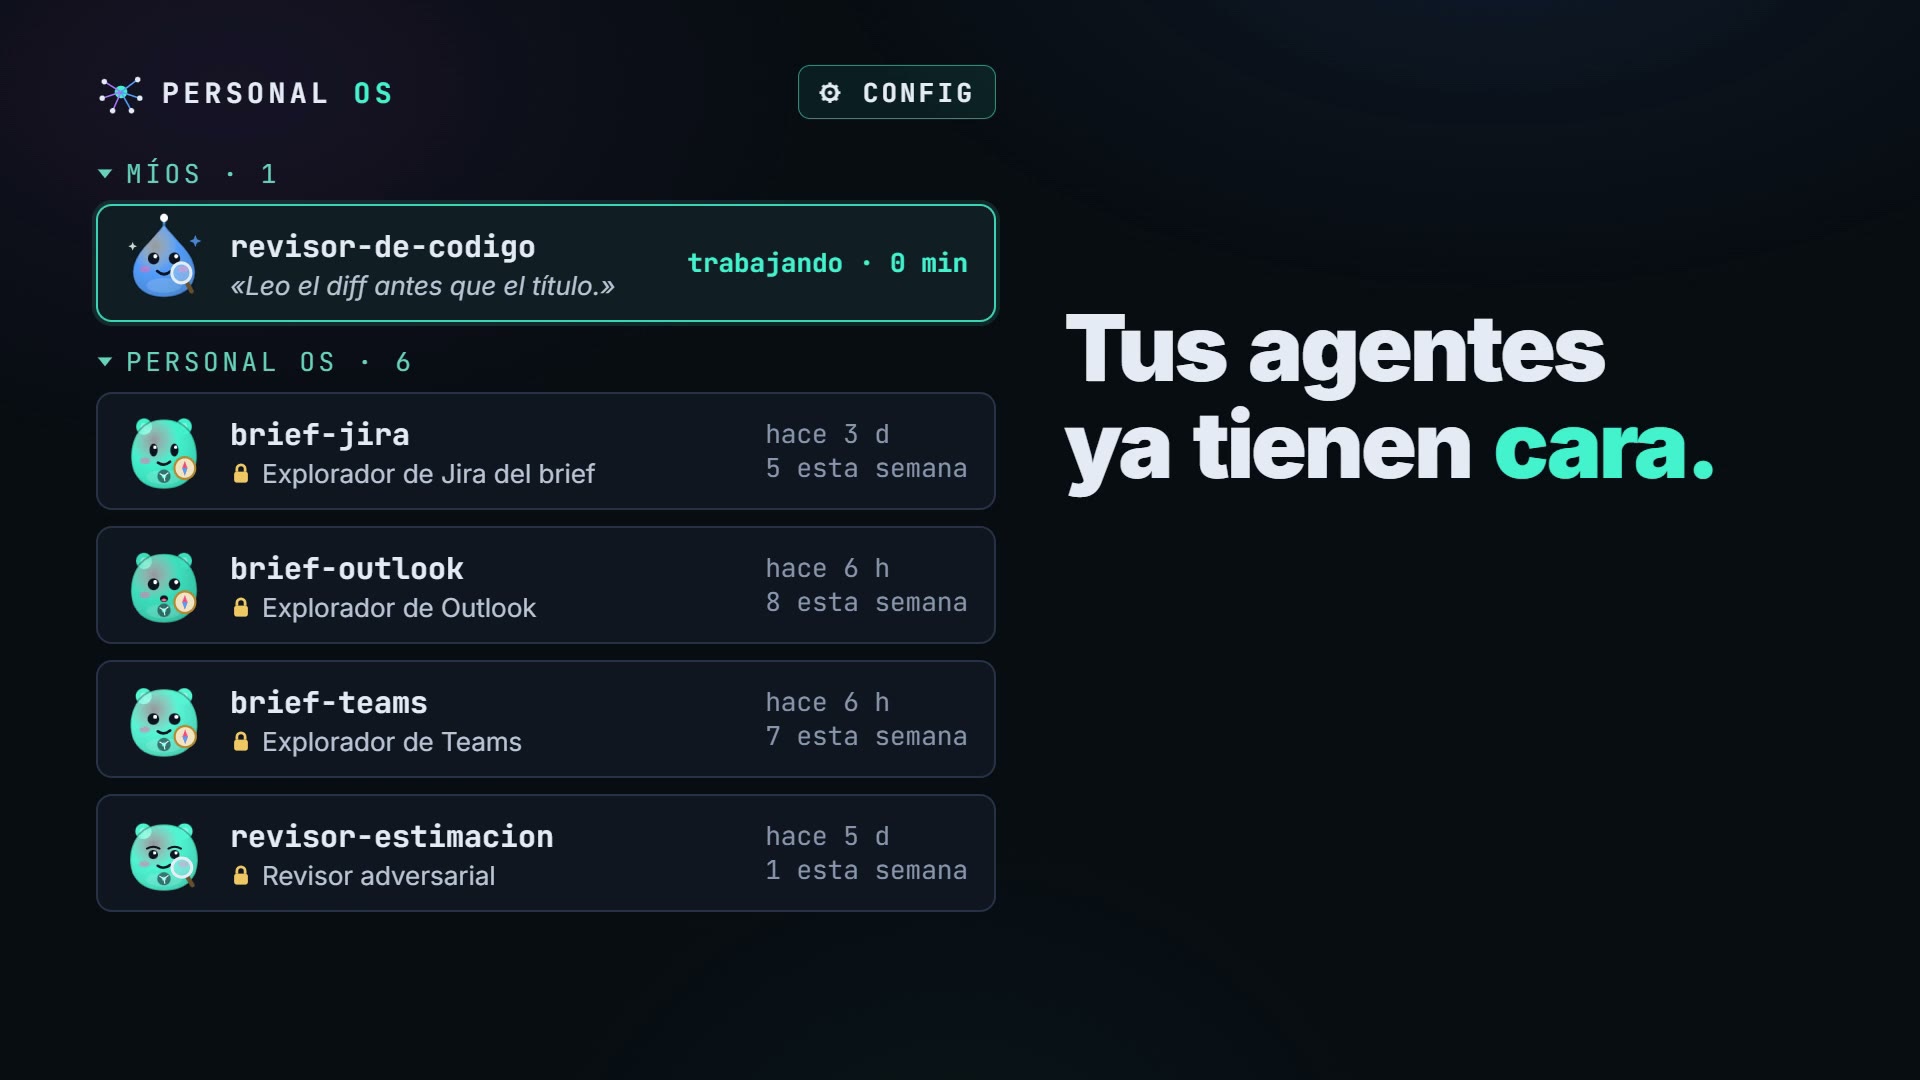 PERSONAL OS
CONFIG
MÍOS · 1
revisor-de-codigo
«Leo el diff antes que el título.»
trabajando · 0 min
PERSONAL OS · 6
brief-jira
Explorador de Jira del brief
hace 3 d
5 esta semana
brief-outlook
Explorador de Outlook
hace 6 h
8 esta semana
brief-teams
Explorador de Teams
hace 6 h
7 esta semana
revisor-estimacion
Revisor adversarial
hace 5 d
1 esta semana
Tus agentes
ya tienen cara.